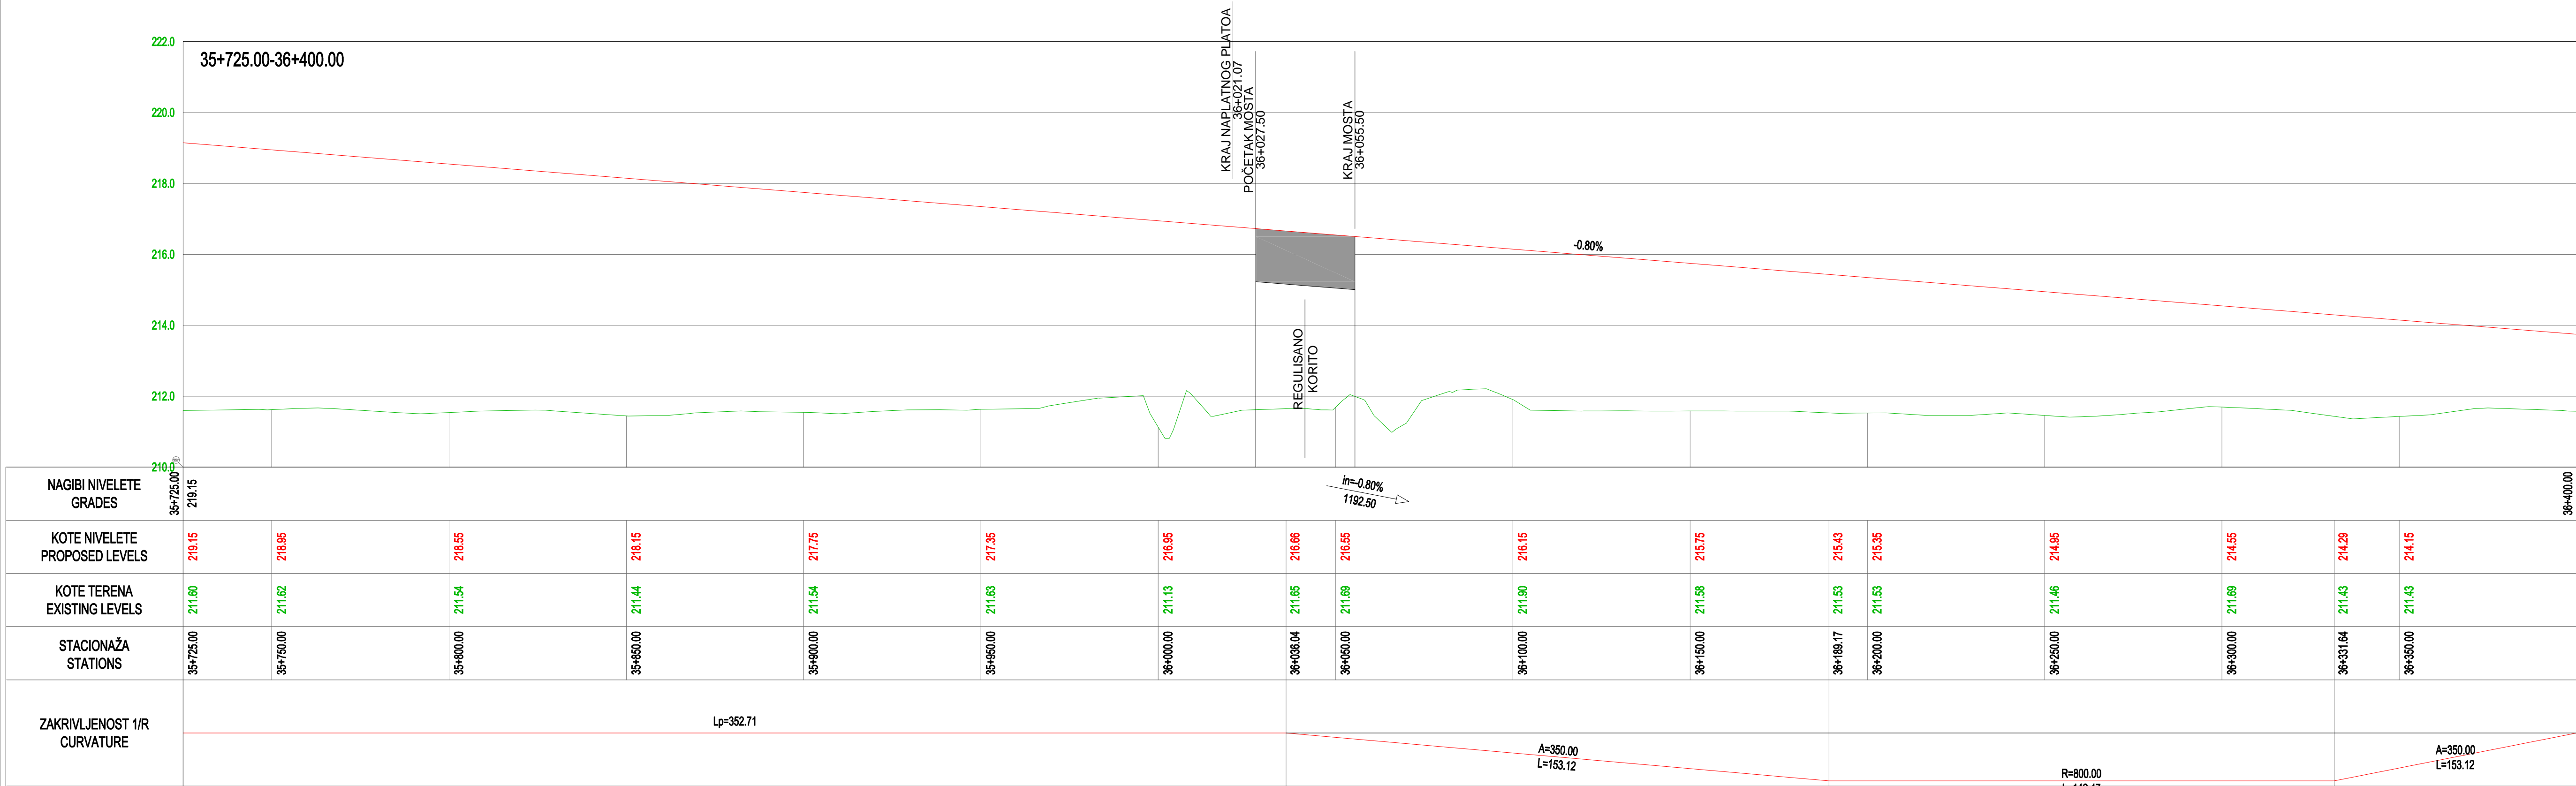 KRAJ NAPLATNOG PLATOA
36+021.07
POČETAK MOSTA
36+027.50
KRAJ MOSTA
36+055.50
222.0
35+725.00-36+400.00
220.0
218.0
216.0
-0.80%
214.0
REGULISANO
KORITO
212.0
210.0
NAGIBI NIVELETE
GRADES
35+725.00
219.15
in=-0.80%
1192.50
36+400.00
KOTE NIVELETE
PROPOSED LEVELS
219.15 218.95 218.55 218.15 217.75 217.35 216.95 216.66 216.55 216.15 215.75 215.43 215.35 214.95 214.55 214.29 214.15
KOTE TERENA
EXISTING LEVELS
211.60 211.62 211.54 211.44 211.54 211.63 211.13 211.65 211.69 211.90 211.58 211.53 211.53 211.46 211.69 211.43 211.43
STACIONAŽA
STATIONS
35+725.00 35+750.00 35+800.00 35+850.00 35+900.00 35+950.00 36+000.00 36+036.04 36+050.00 36+100.00 36+150.00 36+189.17 36+200.00 36+250.00 36+300.00 36+331.64 36+350.00
ZAKRIVLJENOST 1/R
CURVATURE
Lp=352.71
A=350.00
L=153.12
R=800.00
A=350.00
L=153.12